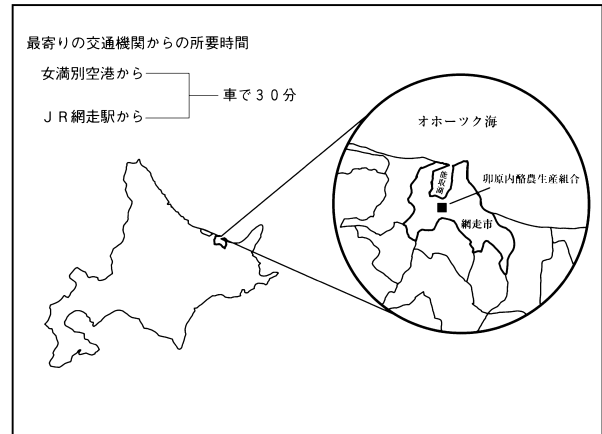 最寄りの交通機関からの所要時間
女満別空港から
車で３０分
ＪＲ網走駅から
オホーツク海
能取湖
卯原内酪農生産組合
網走市